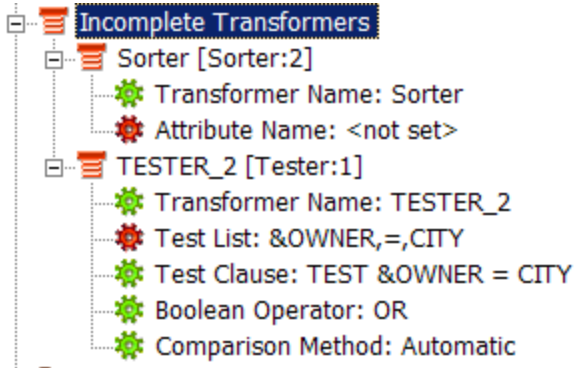 Incomplete Transformers
Sorter [Sorter:2]
Transformer Name: Sorter
Attribute Name: <not set>
TESTER_2 [Tester:1]
Transformer Name: TESTER_2
Test List: &OWNER,=,CITY
Test Clause: TEST &OWNER = CITY
Boolean Operator: OR
Comparison Method: Automatic